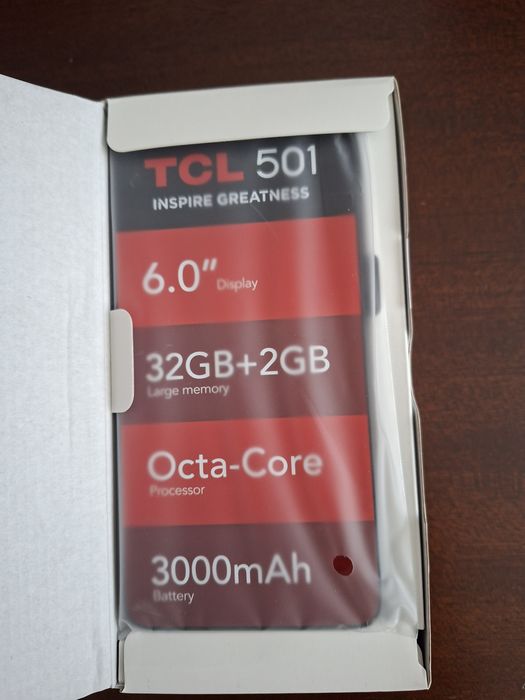 TCL 501
INSPIRE GREATNESS
6.0″ Display
32GB+2GB
Large memory
Octa-Core
Processor
3000mAh
Battery